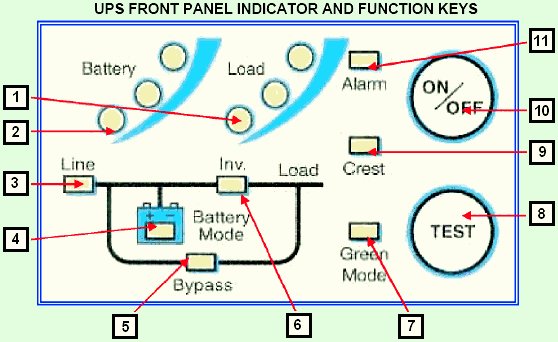 UPS FRONT PANEL INDICATOR AND FUNCTION KEYS
11
Battery
Load
Alarm
ON/OFF
1
2
10
9
Line
Inv.
Load
Crest
3
+ -
Battery
Mode
8
TEST
4
Green
Mode
Bypass
5
6
7